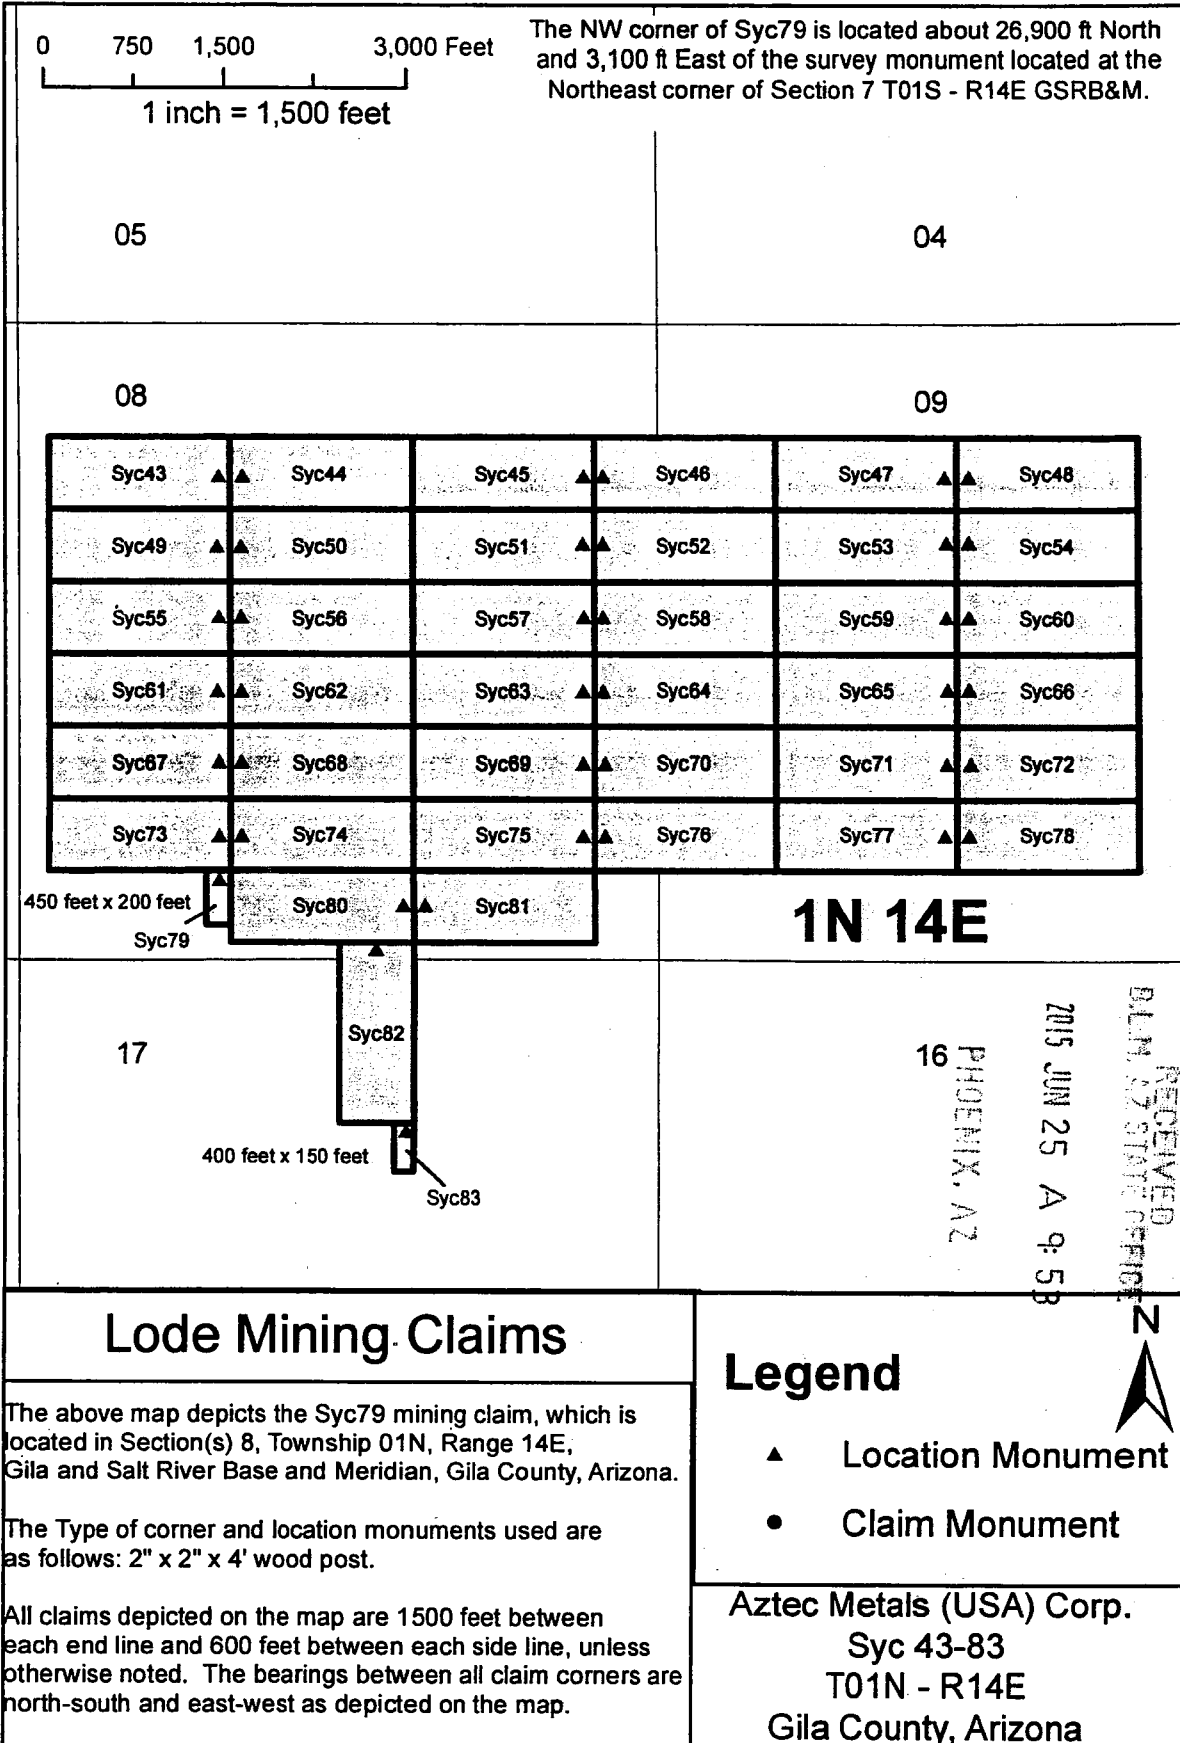 The NW corner of Syc79 is located about 26,900 ft North
and 3,100 ft East of the survey monument located at the
Northeast corner of Section 7 T01S - R14E GSRB&M.
0 750 1,500 3,000 Feet
1 inch = 1,500 feet
05 04
08 09
Syc43 Syc44 Syc45 Syc46 Syc47 Syc48
Syc49 Syc50 Syc51 Syc52 Syc53 Syc54
Syc55 Syc56 Syc57 Syc58 Syc59 Syc60
Syc61 Syc62 Syc63 Syc64 Syc65 Syc66
Syc67 Syc68 Syc69 Syc70 Syc71 Syc72
Syc73 Syc74 Syc75 Syc76 Syc77 Syc78
450 feet x 200 feet Syc80 Syc81
Syc79
1N 14E
17 Syc82 16
400 feet x 150 feet
Syc83
RECEIVED
B.L.M. AZ STATE OFFICE
2015 JUN 25 A 9:53
PHOENIX, AZ
Lode Mining Claims
The above map depicts the Syc79 mining claim, which is
located in Section(s) 8, Township 01N, Range 14E,
Gila and Salt River Base and Meridian, Gila County, Arizona.
The Type of corner and location monuments used are
as follows: 2" x 2" x 4' wood post.
All claims depicted on the map are 1500 feet between
each end line and 600 feet between each side line, unless
otherwise noted. The bearings between all claim corners are
north-south and east-west as depicted on the map.
Legend
N
Location Monument
Claim Monument
Aztec Metals (USA) Corp.
Syc 43-83
T01N - R14E
Gila County, Arizona